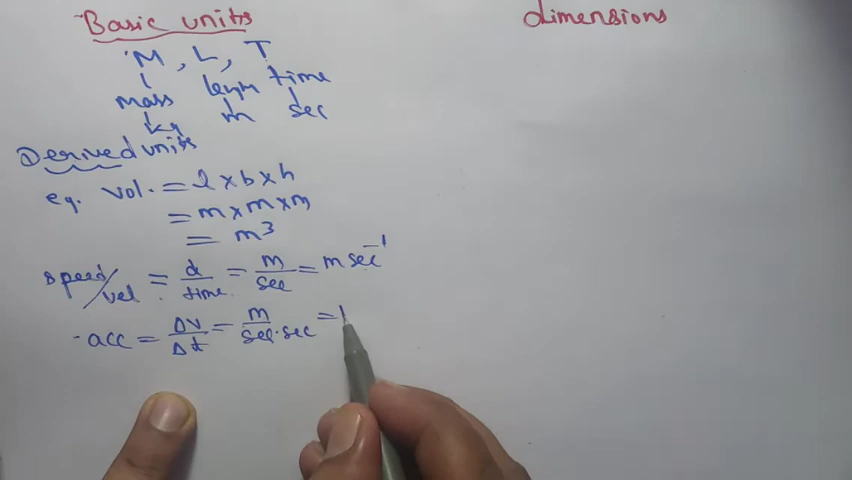 Basic units
dimensions
M, L, T
mass length time
kg m sec
Derived units
eg. vol. = l x b x h
= m x m x m
= m³
speed/vel = d/time = m/sec = m sec⁻¹
acc = Δv/Δt = m/sec·sec =